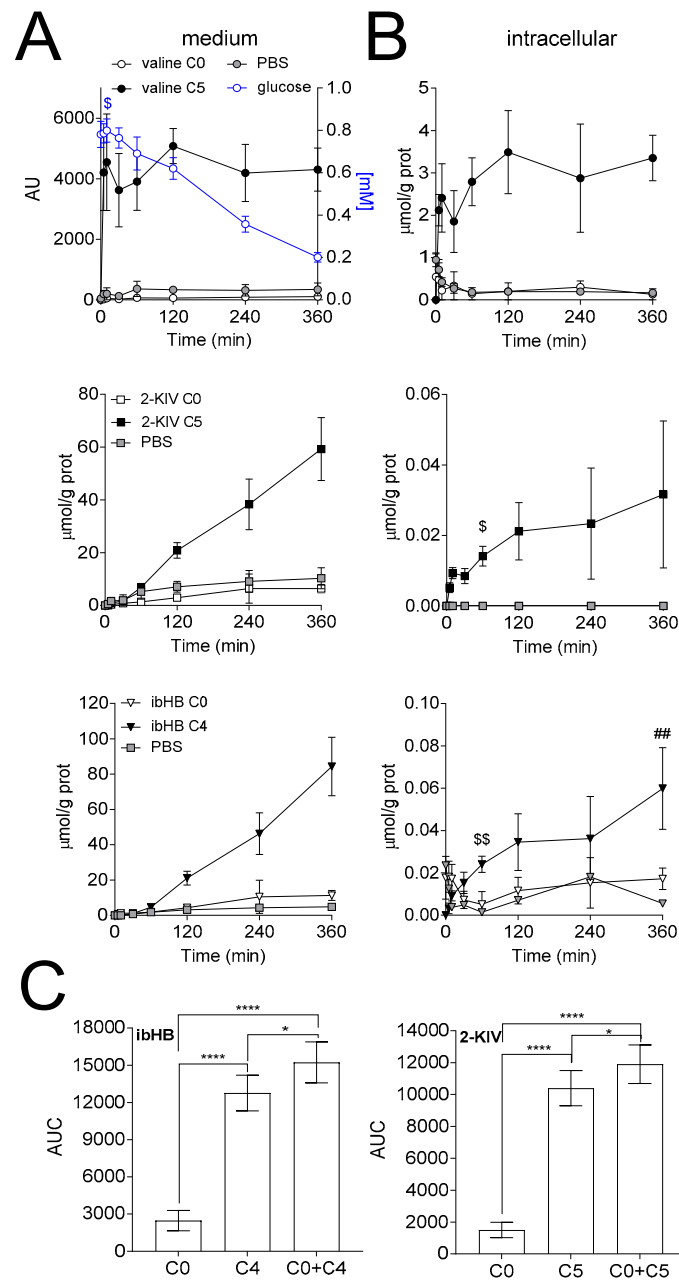 A
medium
valine C0
PBS
valine C5
glucose
$
6000
4000
2000
0
AU
1.0
0.8
0.6
0.4
0.2
0.0
[mM]
0 120 240 360
Time (min)
B
intracellular
5
4
3
2
1
0
µmol/g prot
0 120 240 360
Time (min)
80
60
40
20
0
µmol/g prot
2-KIV C0
2-KIV C5
PBS
0 120 240 360
Time (min)
0.06
0.04
0.02
0.00
µmol/g prot
$
0 120 240 360
Time (min)
120
100
80
60
40
20
0
µmol/g prot
ibHB C0
ibHB C4
PBS
0 120 240 360
Time (min)
0.10
0.08
0.06
0.04
0.02
0.00
µmol/g prot
##
$$
0 120 240 360
Time (min)
C
18000
15000
12000
9000
6000
3000
0
AUC
ibHB
****
****
*
C0 C4 C0+C4
14000
12000
10000
8000
6000
4000
2000
0
AUC
2-KIV
****
****
*
C0 C5 C0+C5